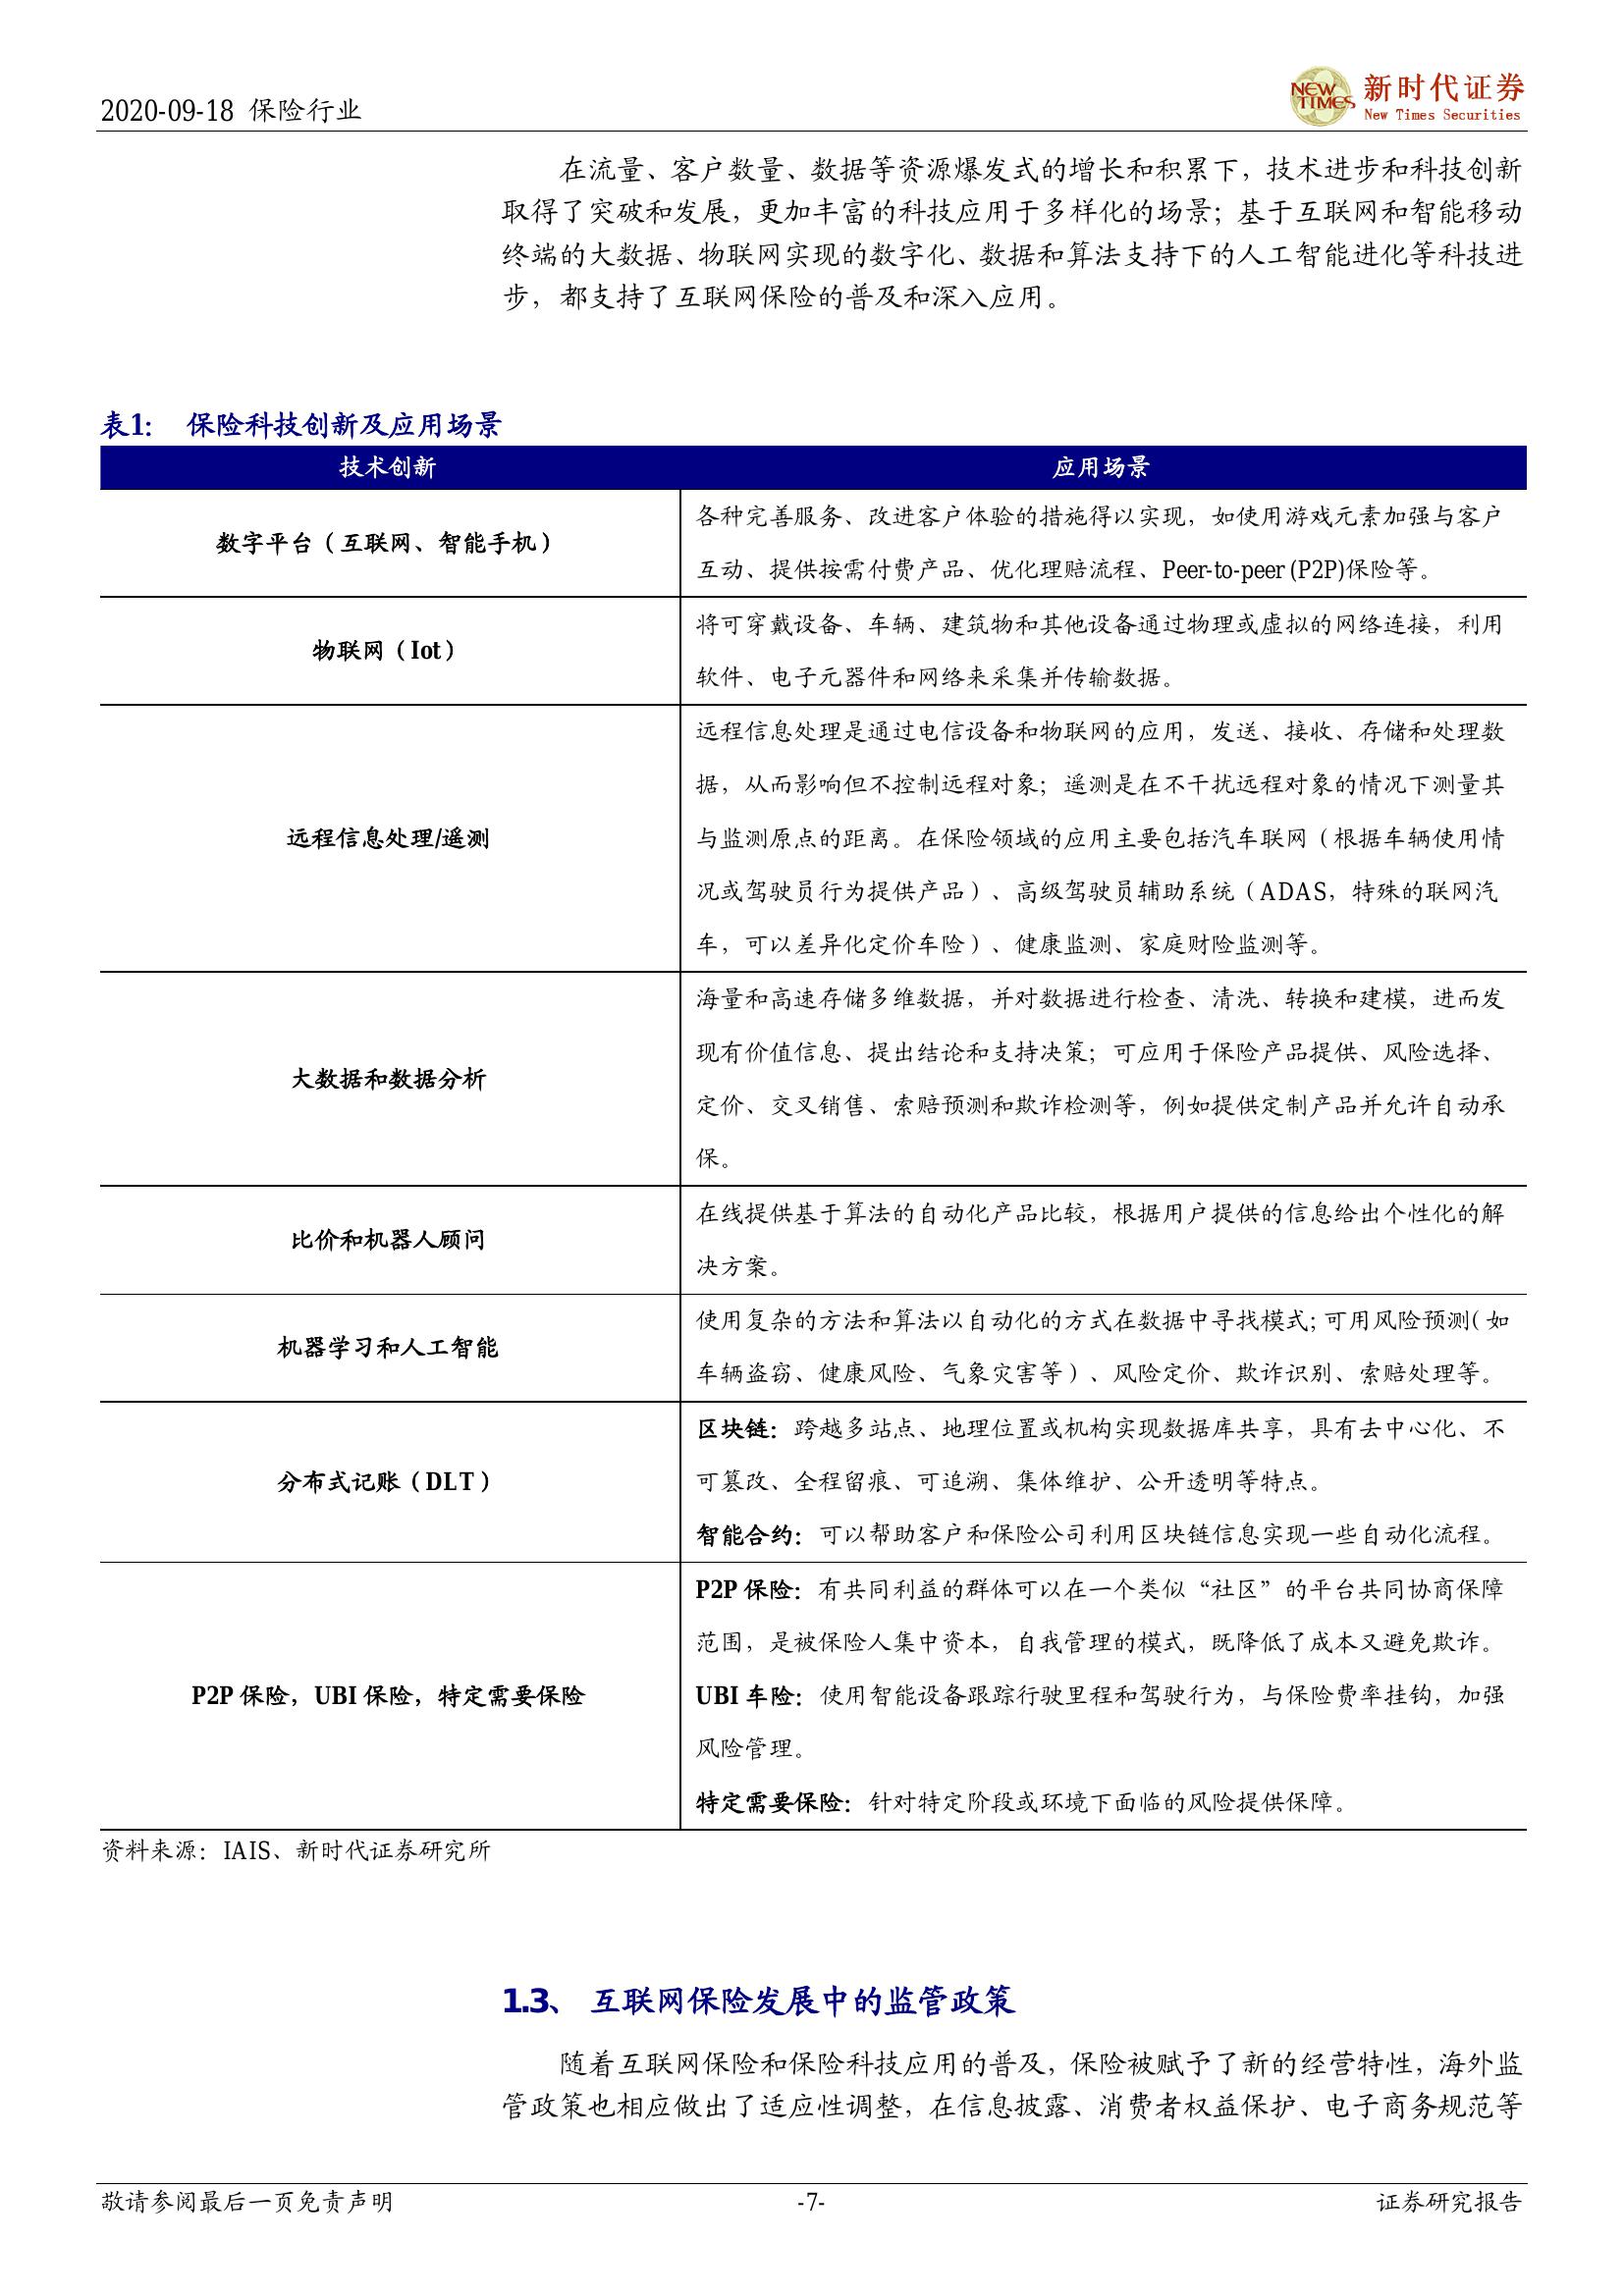 2020-09-18 保险行业
NEW TIMES
新时代证券
New Times Securities
在流量、客户数量、数据等资源爆发式的增长和积累下，技术进步和科技创新
取得了突破和发展，更加丰富的科技应用于多样化的场景；基于互联网和智能移动
终端的大数据、物联网实现的数字化、数据和算法支持下的人工智能进化等科技进
步，都支持了互联网保险的普及和深入应用。
表1： 保险科技创新及应用场景
技术创新 应用场景
数字平台（互联网、智能手机）
各种完善服务、改进客户体验的措施得以实现，如使用游戏元素加强与客户
互动、提供按需付费产品、优化理赔流程、Peer-to-peer (P2P)保险等。
物联网（Iot）
将可穿戴设备、车辆、建筑物和其他设备通过物理或虚拟的网络连接，利用
软件、电子元器件和网络来采集并传输数据。
远程信息处理/遥测
远程信息处理是通过电信设备和物联网的应用，发送、接收、存储和处理数
据，从而影响但不控制远程对象；遥测是在不干扰远程对象的情况下测量其
与监测原点的距离。在保险领域的应用主要包括汽车联网（根据车辆使用情
况或驾驶员行为提供产品）、高级驾驶员辅助系统（ADAS，特殊的联网汽
车，可以差异化定价车险）、健康监测、家庭财险监测等。
大数据和数据分析
海量和高速存储多维数据，并对数据进行检查、清洗、转换和建模，进而发
现有价值信息、提出结论和支持决策；可应用于保险产品提供、风险选择、
定价、交叉销售、索赔预测和欺诈检测等，例如提供定制产品并允许自动承
保。
比价和机器人顾问
在线提供基于算法的自动化产品比较，根据用户提供的信息给出个性化的解
决方案。
机器学习和人工智能
使用复杂的方法和算法以自动化的方式在数据中寻找模式；可用风险预测（如
车辆盗窃、健康风险、气象灾害等）、风险定价、欺诈识别、索赔处理等。
分布式记账（DLT）
区块链：跨越多站点、地理位置或机构实现数据库共享，具有去中心化、不
可篡改、全程留痕、可追溯、集体维护、公开透明等特点。
智能合约：可以帮助客户和保险公司利用区块链信息实现一些自动化流程。
P2P 保险，UBI 保险，特定需要保险
P2P 保险：有共同利益的群体可以在一个类似“社区”的平台共同协商保障
范围，是被保险人集中资本，自我管理的模式，既降低了成本又避免欺诈。
UBI 车险：使用智能设备跟踪行驶里程和驾驶行为，与保险费率挂钩，加强
风险管理。
特定需要保险：针对特定阶段或环境下面临的风险提供保障。
资料来源：IAIS、新时代证券研究所
1.3、 互联网保险发展中的监管政策
随着互联网保险和保险科技应用的普及，保险被赋予了新的经营特性，海外监
管政策也相应做出了适应性调整，在信息披露、消费者权益保护、电子商务规范等
敬请参阅最后一页免责声明 -7- 证券研究报告